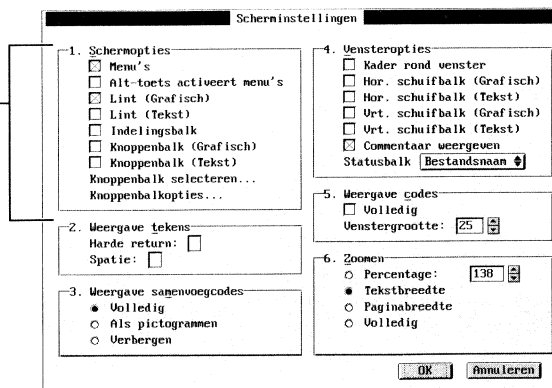 Scherminstellingen
1. Schermopties
Menu's
Alt-toets activeert menu's
Lint (Grafisch)
Lint (Tekst)
Indelingsbalk
Knoppenbalk (Grafisch)
Knoppenbalk (Tekst)
Knoppenbalk selecteren...
Knoppenbalkopties...
2. Weergave tekens
Harde return:
Spatie:
3. Weergave samenvoegcodes
Volledig
Als pictogrammen
Verbergen
4. Vensteropties
Kader rond venster
Hor. schuifbalk (Grafisch)
Hor. schuifbalk (Tekst)
Vrt. schuifbalk (Grafisch)
Vrt. schuifbalk (Tekst)
Commentaar weergeven
Statusbalk Bestandsnaam
5. Weergave codes
Volledig
Venstergrootte: 25
6. Zoomen
Percentage: 138
Tekstbreedte
Paginabreedte
Volledig
OK Annuleren